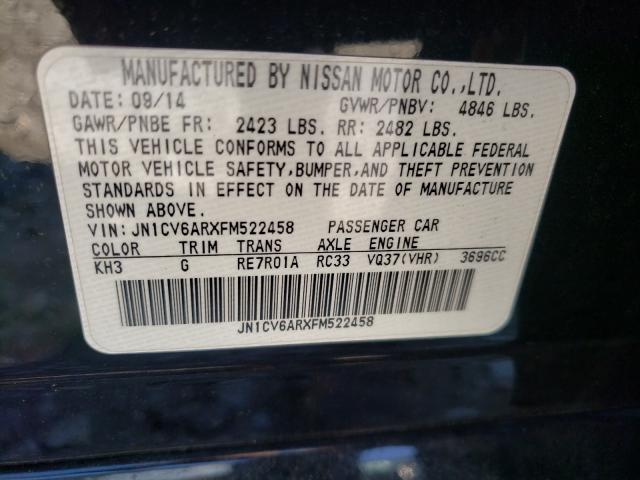 MANUFACTURED BY NISSAN MOTOR CO.,LTD.
DATE: 09/14 GVWR/PNBV: 4846 LBS.
GAWR/PNBE FR: 2423 LBS. RR: 2482 LBS.
THIS VEHICLE CONFORMS TO ALL APPLICABLE FEDERAL
MOTOR VEHICLE SAFETY,BUMPER,AND THEFT PREVENTION
STANDARDS IN EFFECT ON THE DATE OF MANUFACTURE
SHOWN ABOVE.
VIN:JN1CV6ARXFM522458 PASSENGER CAR
COLOR TRIM TRANS AXLE ENGINE
KH3 G RE7R01A RC33 VQ37(VHR) 3696CC
JN1CV6ARXFM522458